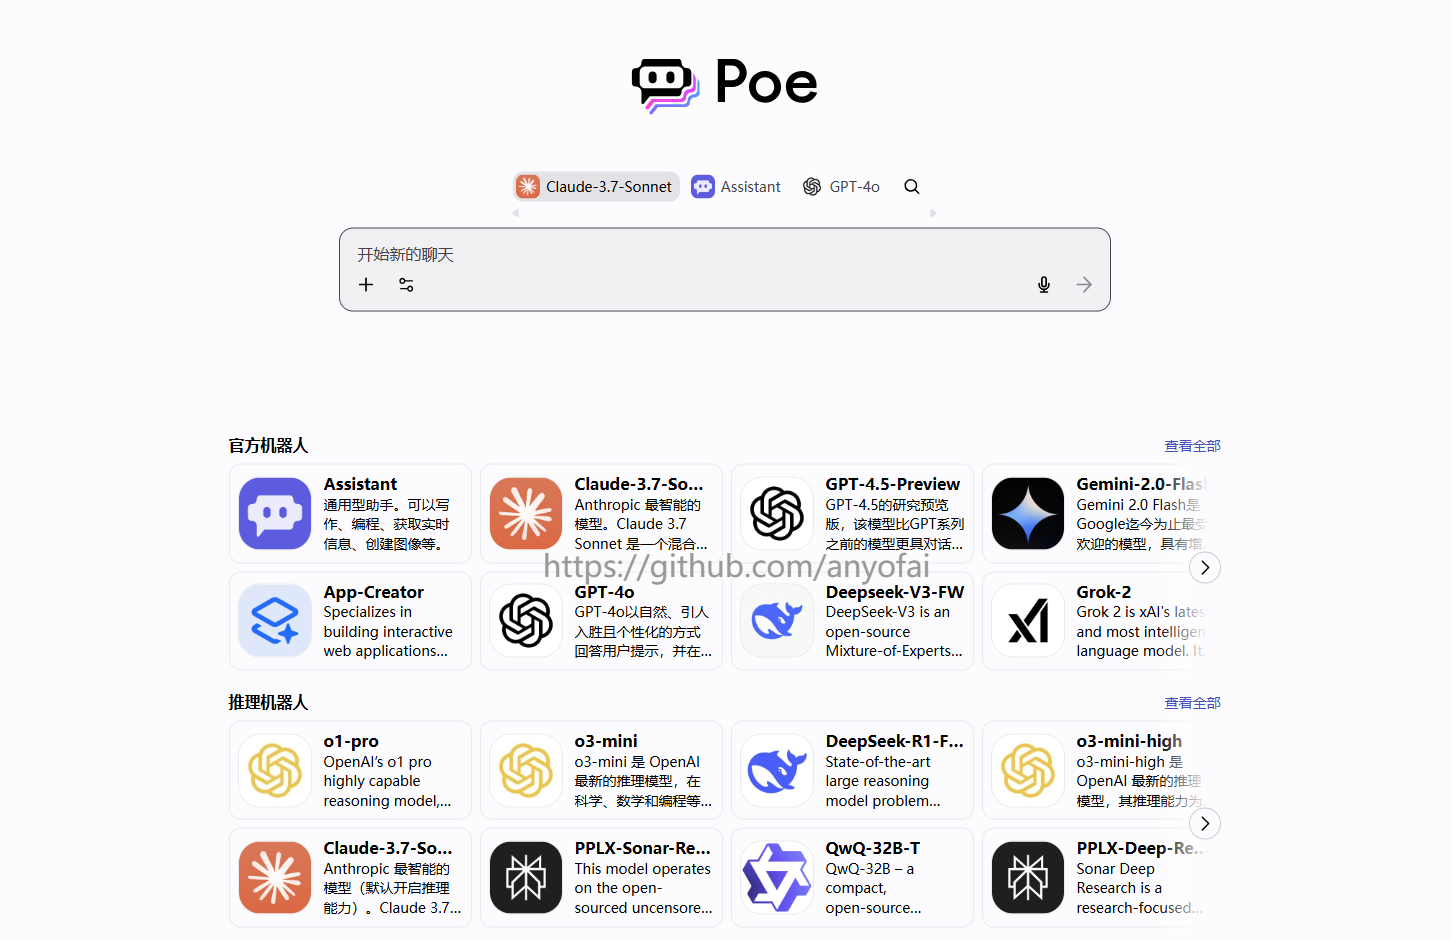 Poe
Claude-3.7-Sonnet Assistant GPT-4o
开始新的聊天
官方机器人 查看全部
Assistant
通用型助手。可以写
作、编程、获取实时
信息、创建图像等。
Claude-3.7-So...
Anthropic 最智能的
模型。Claude 3.7
Sonnet 是一个混合...
GPT-4.5-Preview
GPT-4.5的研究预览
版，该模型比GPT系列
之前的模型更具对话...
Gemini-2.0-Flash
Gemini 2.0 Flash是
Google迄今为止最受
欢迎的模型，具有增
https://github.com/anyofai
App-Creator
Specializes in
building interactive
web applications...
GPT-4o
GPT-4o以自然、引人
入胜且个性化的方式
回答用户提示，并在...
Deepseek-V3-FW
DeepSeek-V3 is an
open-source
Mixture-of-Experts...
Grok-2
Grok 2 is xAI's latest
and most intelligen
language model. It...
推理机器人 查看全部
o1-pro
OpenAI’s o1 pro
highly capable
reasoning model,...
o3-mini
o3-mini 是 OpenAI
最新的推理模型，在
科学、数学和编程等...
DeepSeek-R1-F...
State-of-the-art
large reasoning
model problem...
o3-mini-high
o3-mini-high 是
OpenAI 最新的推理
模型，其推理能力为
Claude-3.7-So...
Anthropic 最智能的
模型（默认开启推理
能力）。Claude 3.7...
PPLX-Sonar-Re...
This model operates
on the open-
sourced uncensore...
QwQ-32B-T
QwQ-32B – a
compact,
open-source...
PPLX-Deep-Re...
Sonar Deep
Research is a
research-focused...